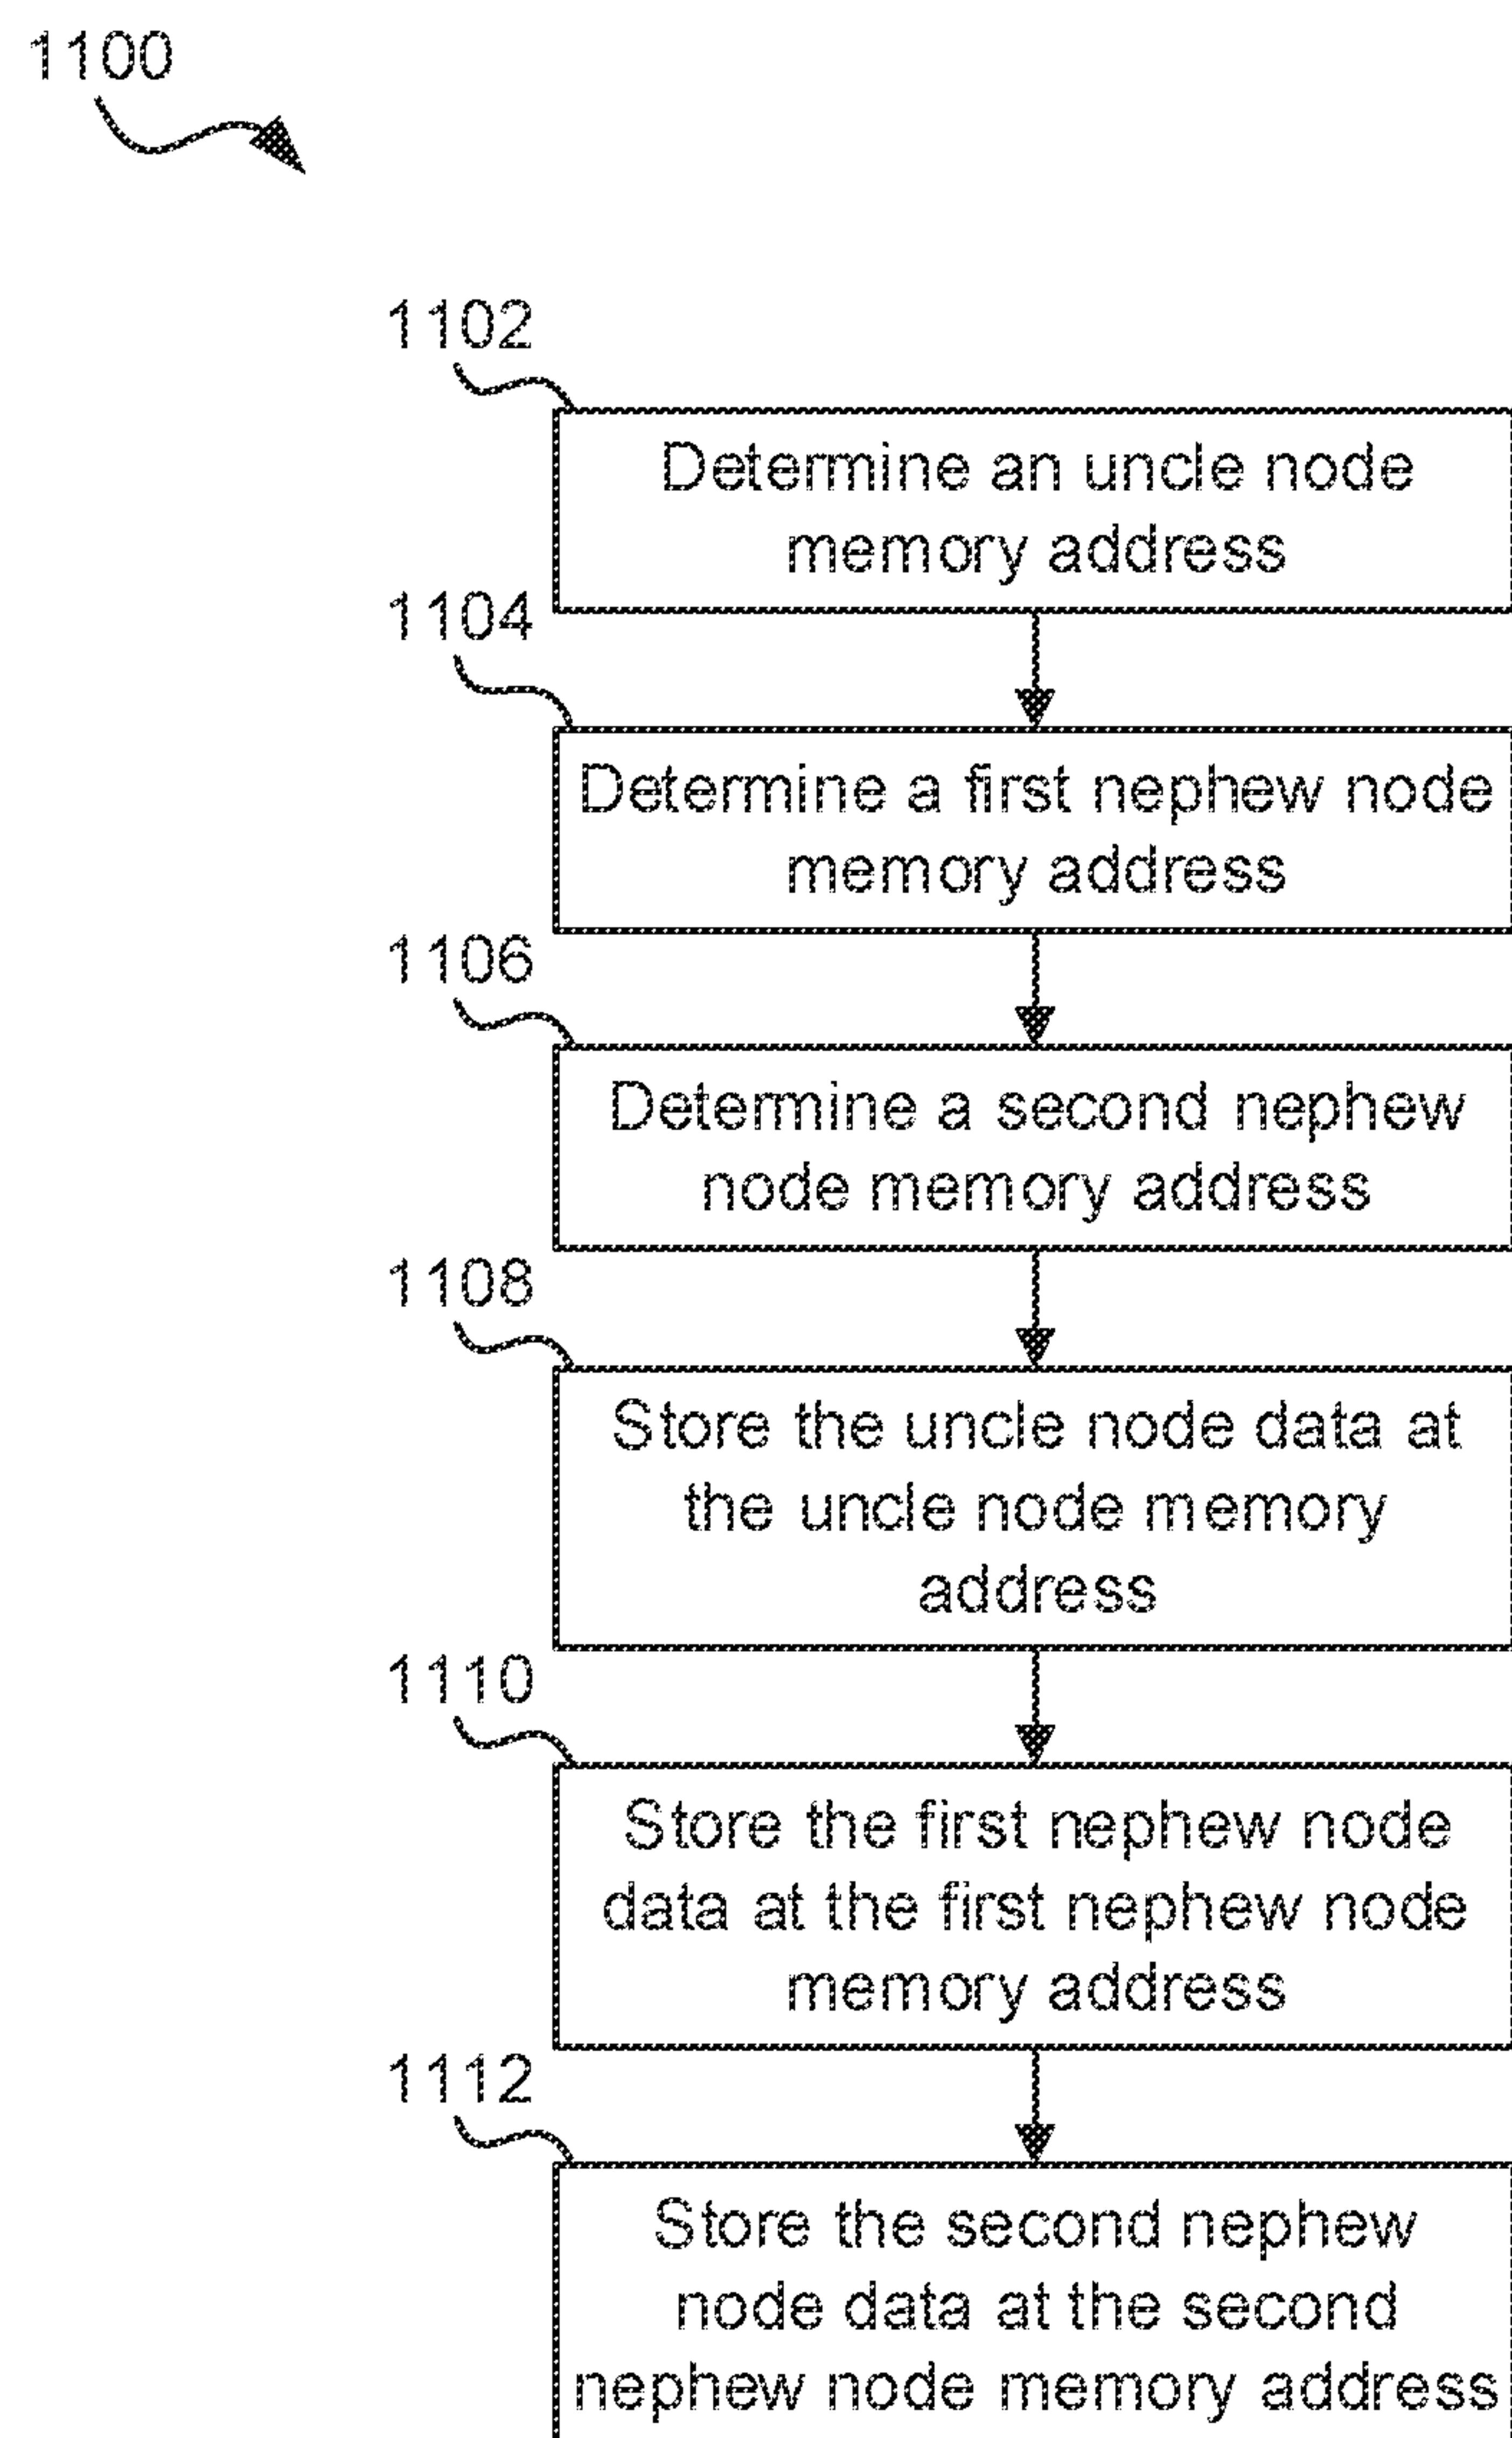 1100
1102
Determine an uncle node
memory address
1104
Determine a first nephew node
memory address
1106
Determine a second nephew
node memory address
1108
Store the uncle node data at
the uncle node memory
address
1110
Store the first nephew node
data at the first nephew node
memory address
1112
Store the second nephew
node data at the second
nephew node memory address